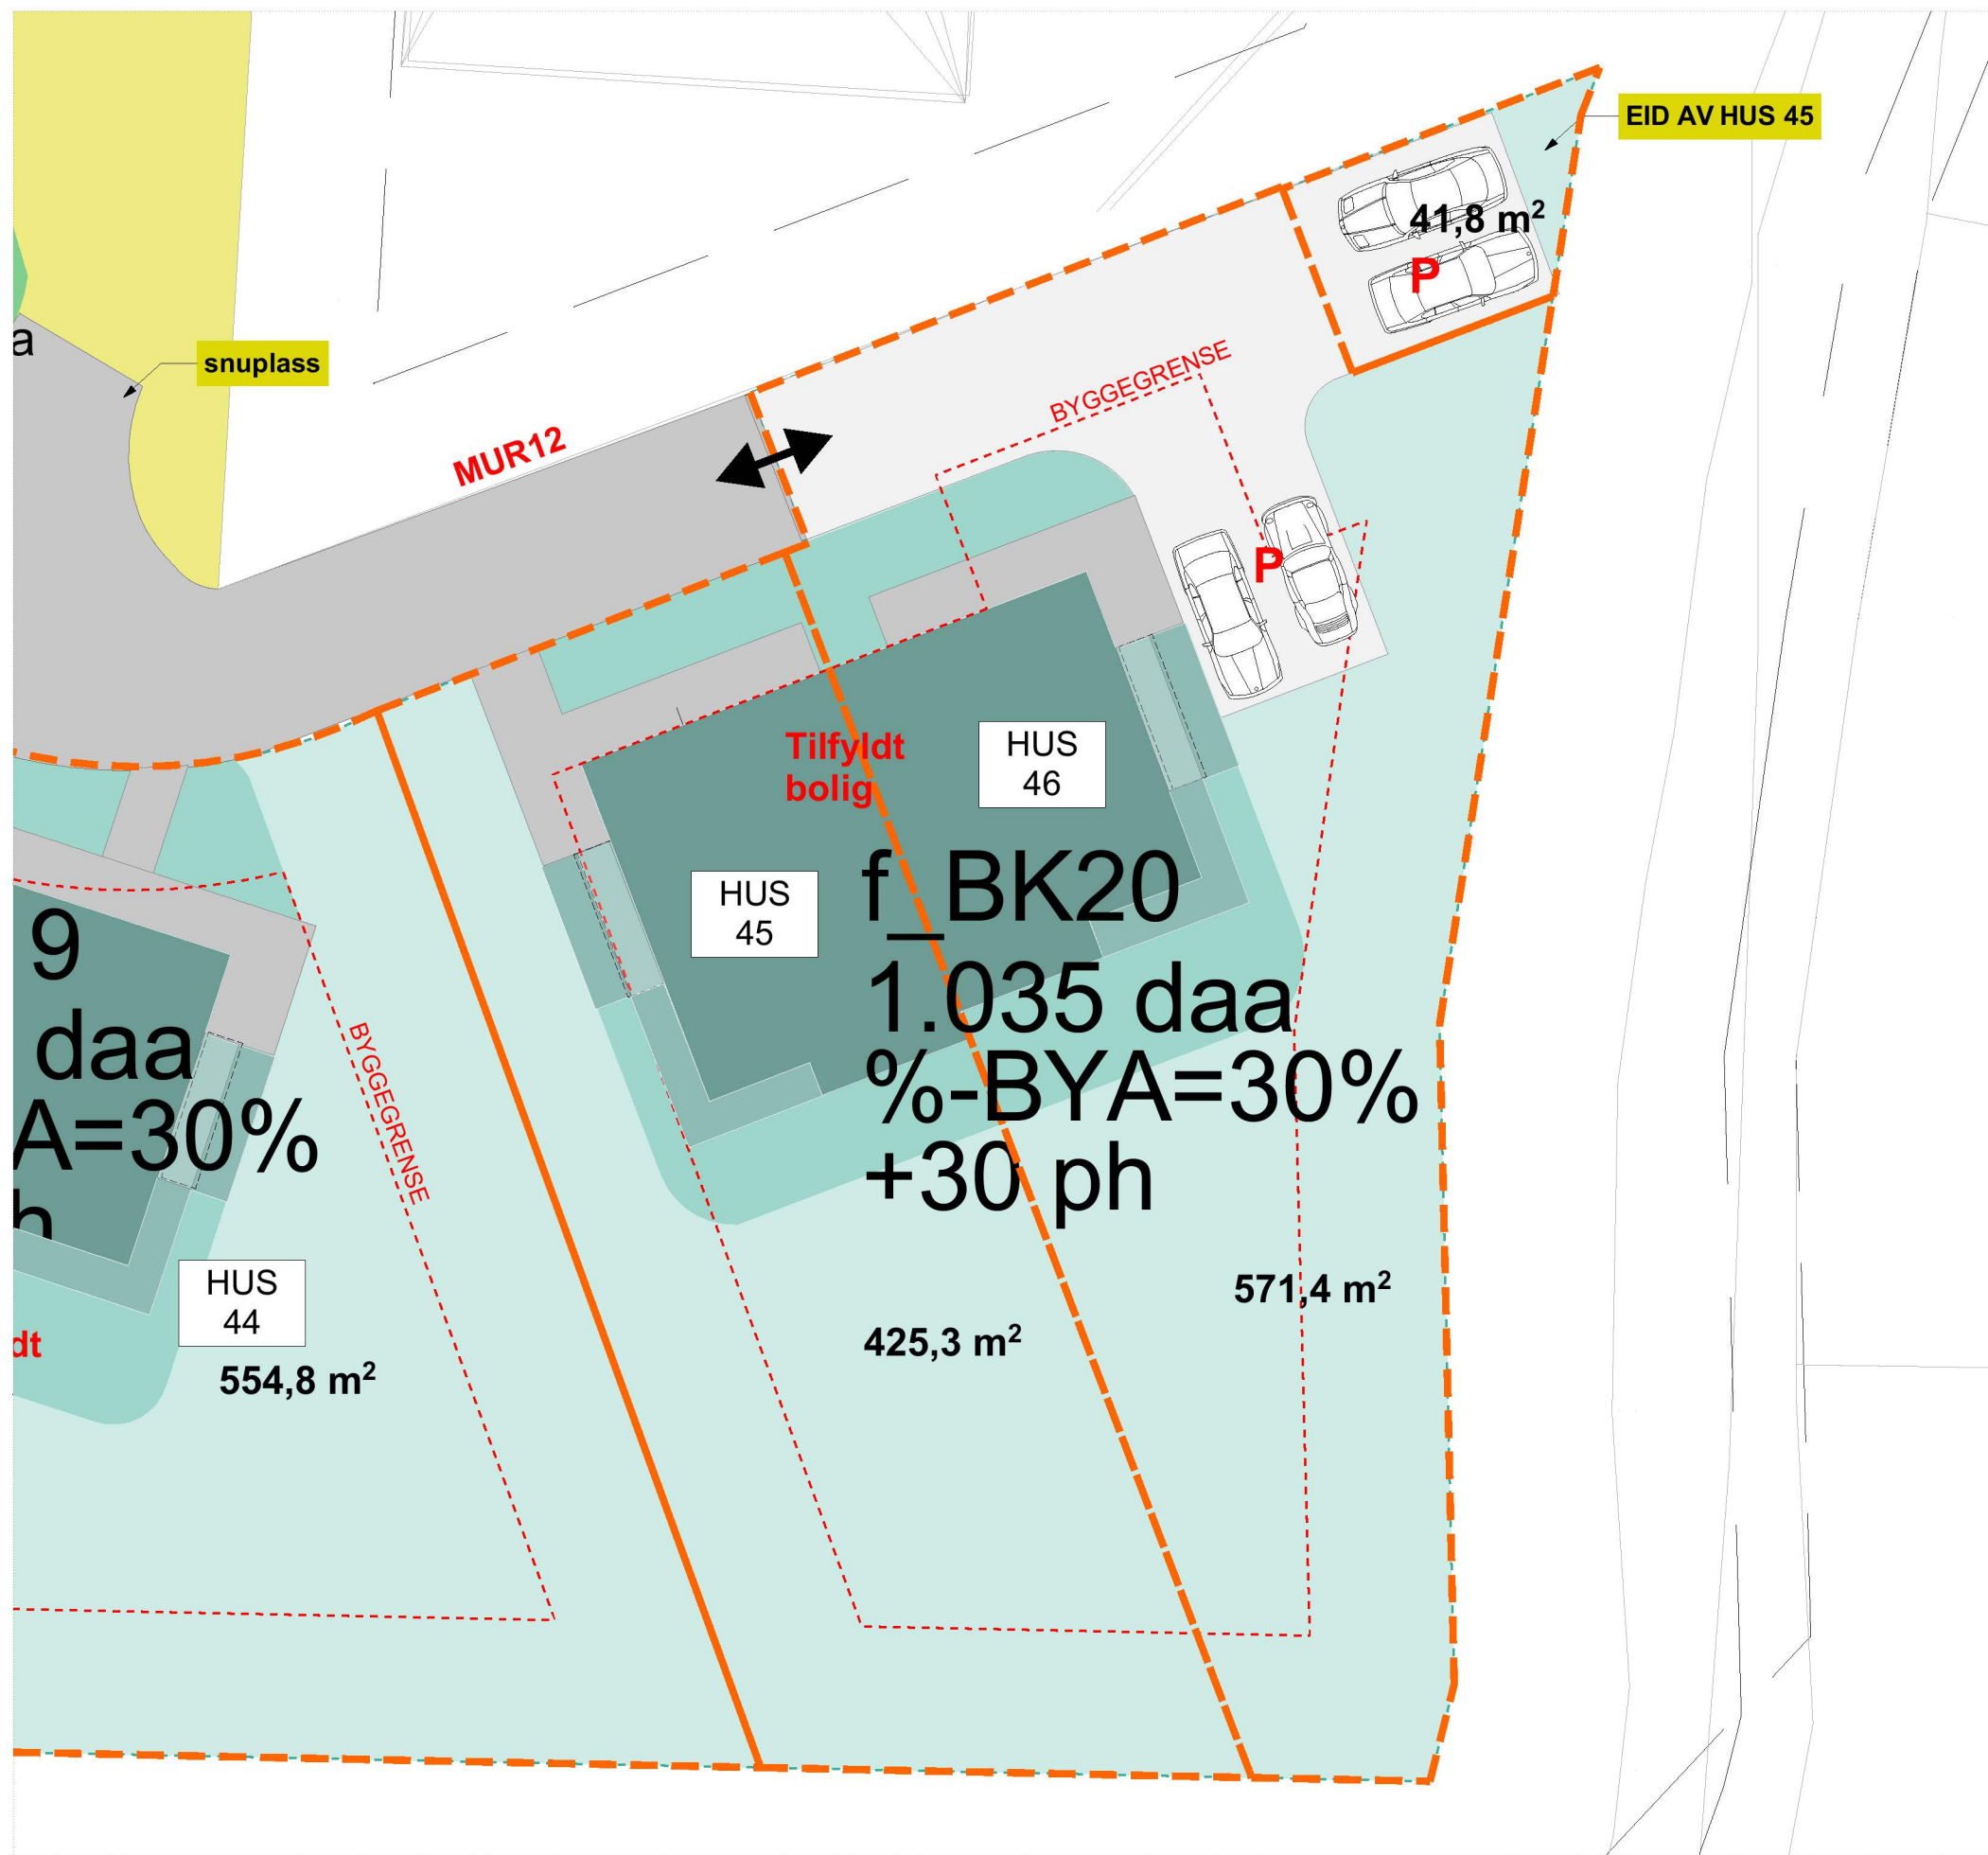 EID AV HUS 45
41,8 m²
P
a
snuplass
BYGGEGRENSE
MUR12
P
Tilfyldt
bolig
HUS
46
HUS
45
f_BK20
1.035 daa
%-BYA=30%
+30 ph
9
daa
A=30%
h
BYGGEGRENSE
HUS
44
dt
554,8 m²
425,3 m²
571,4 m²